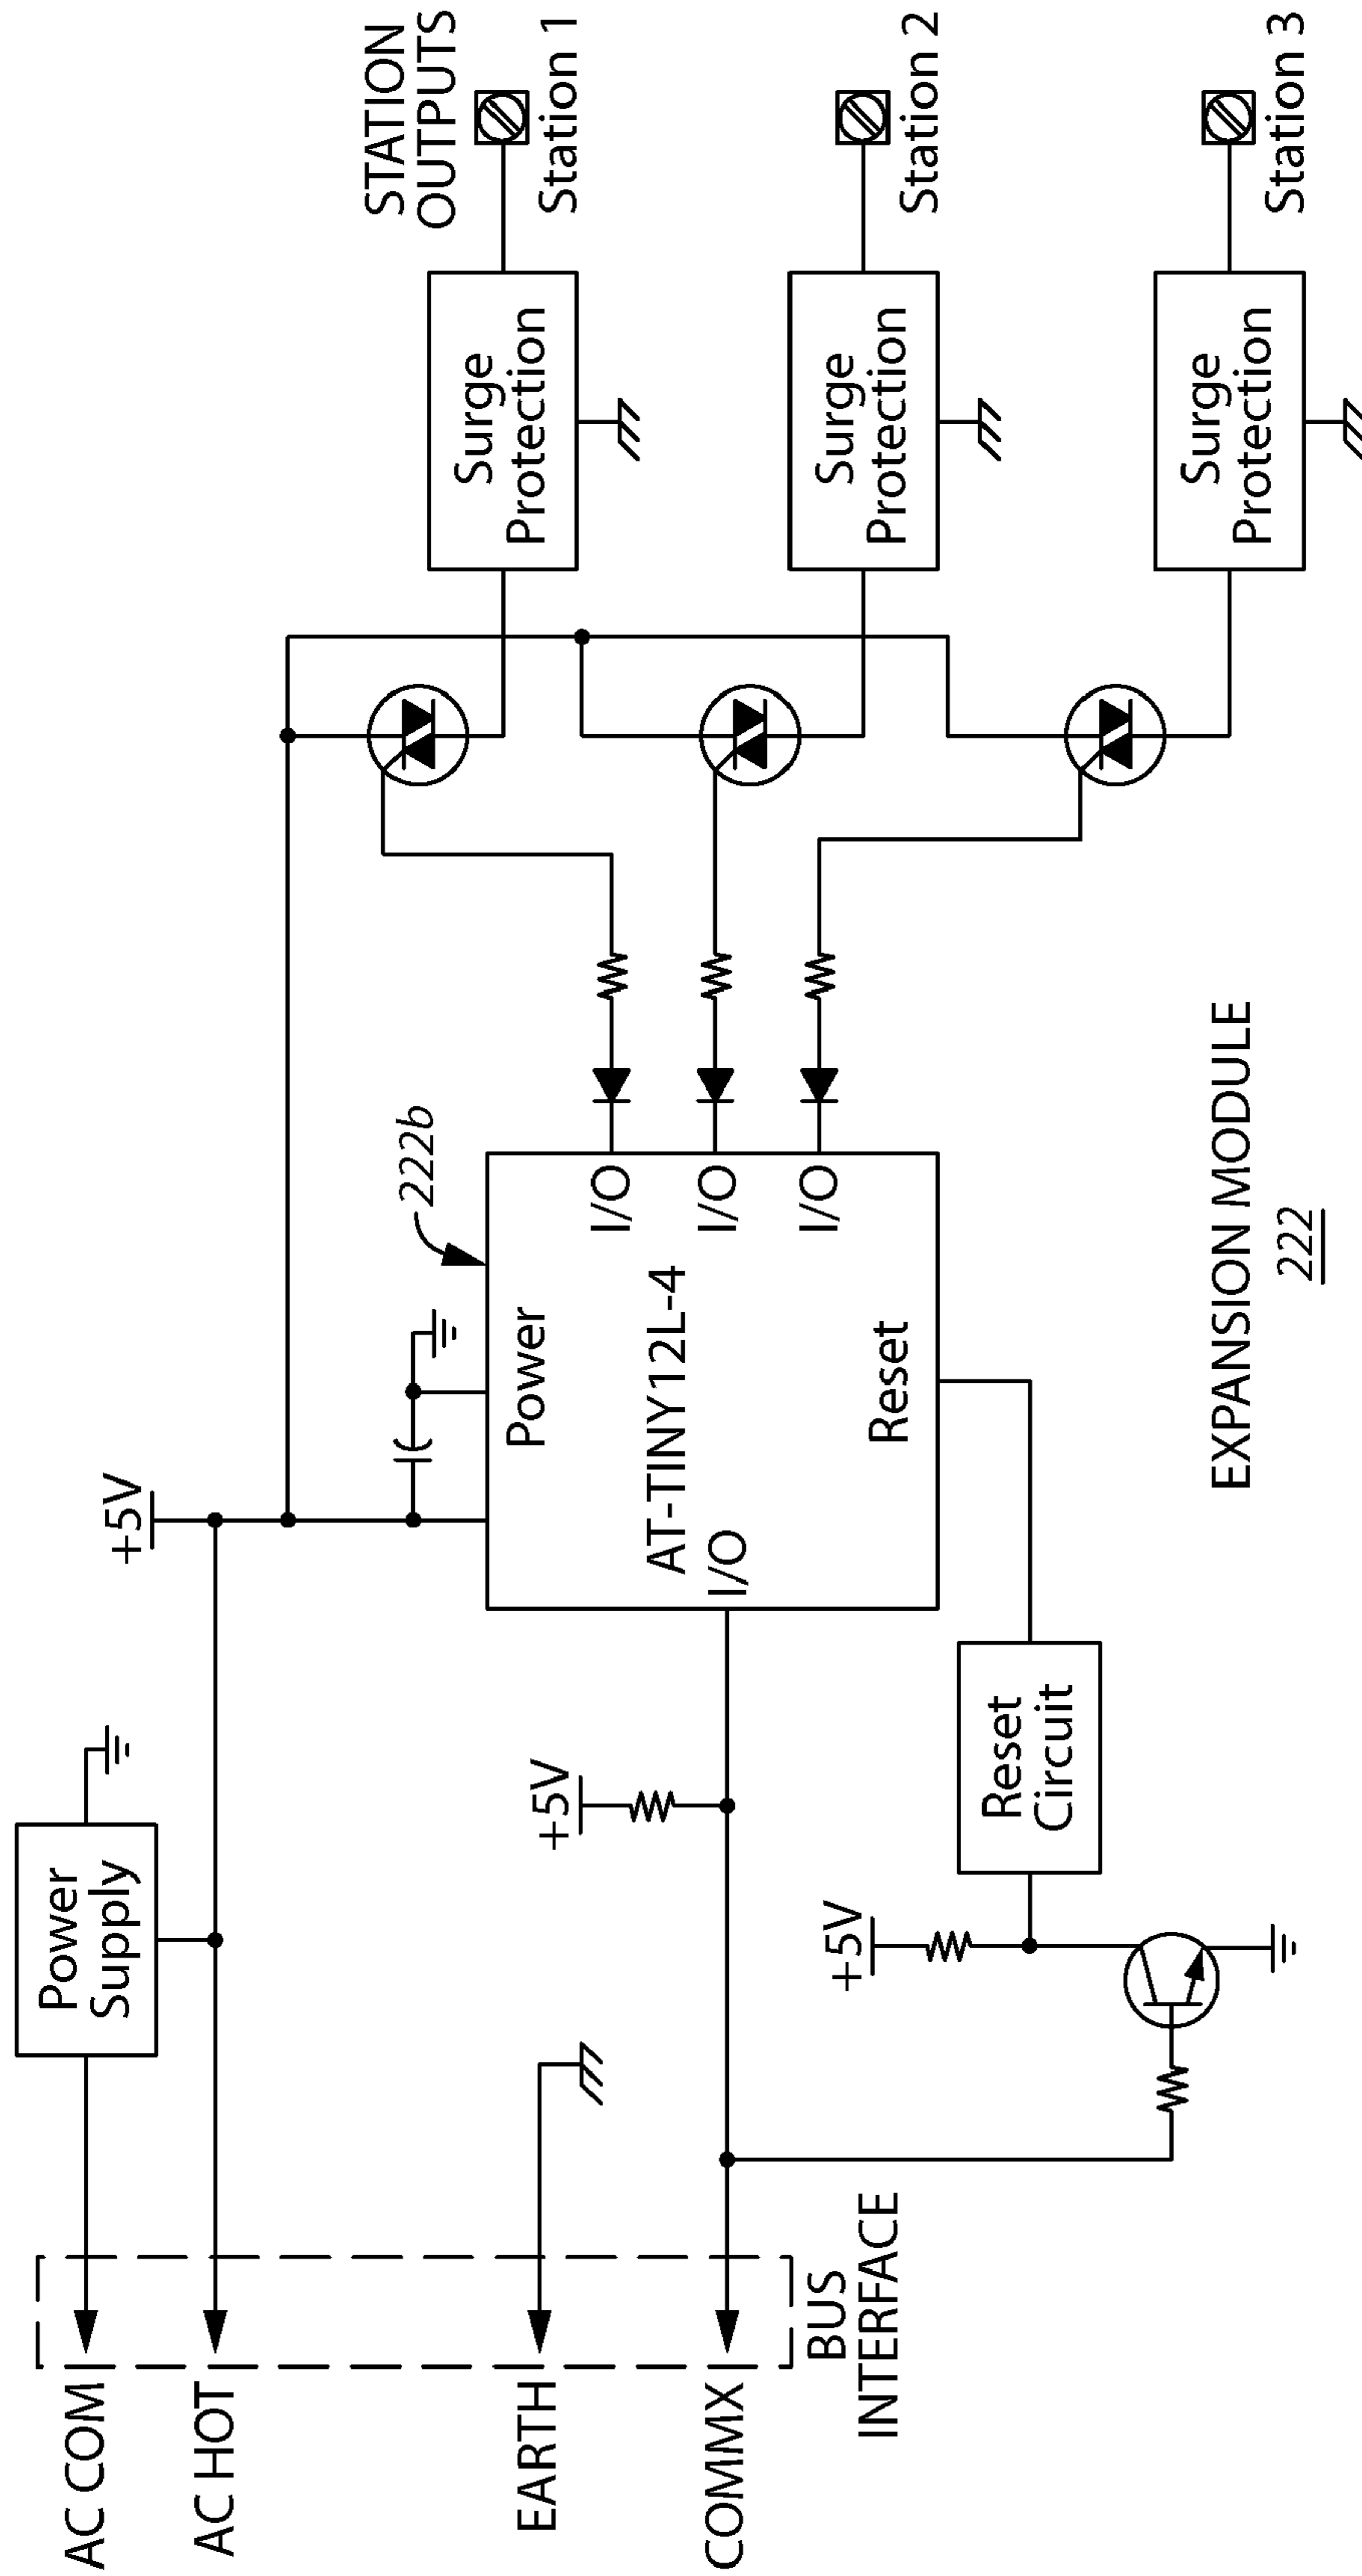 AC COM
AC HOT
EARTH
COMMX
BUS
INTERFACE
Power
Supply
+5V
+5V
+5V
Reset
Circuit
222b
Power
AT-TINY12L-4
I/O
I/O
I/O
I/O
Reset
Surge
Protection
Surge
Protection
Surge
Protection
STATION
OUTPUTS
Station 1
Station 2
Station 3
EXPANSION MODULE
222